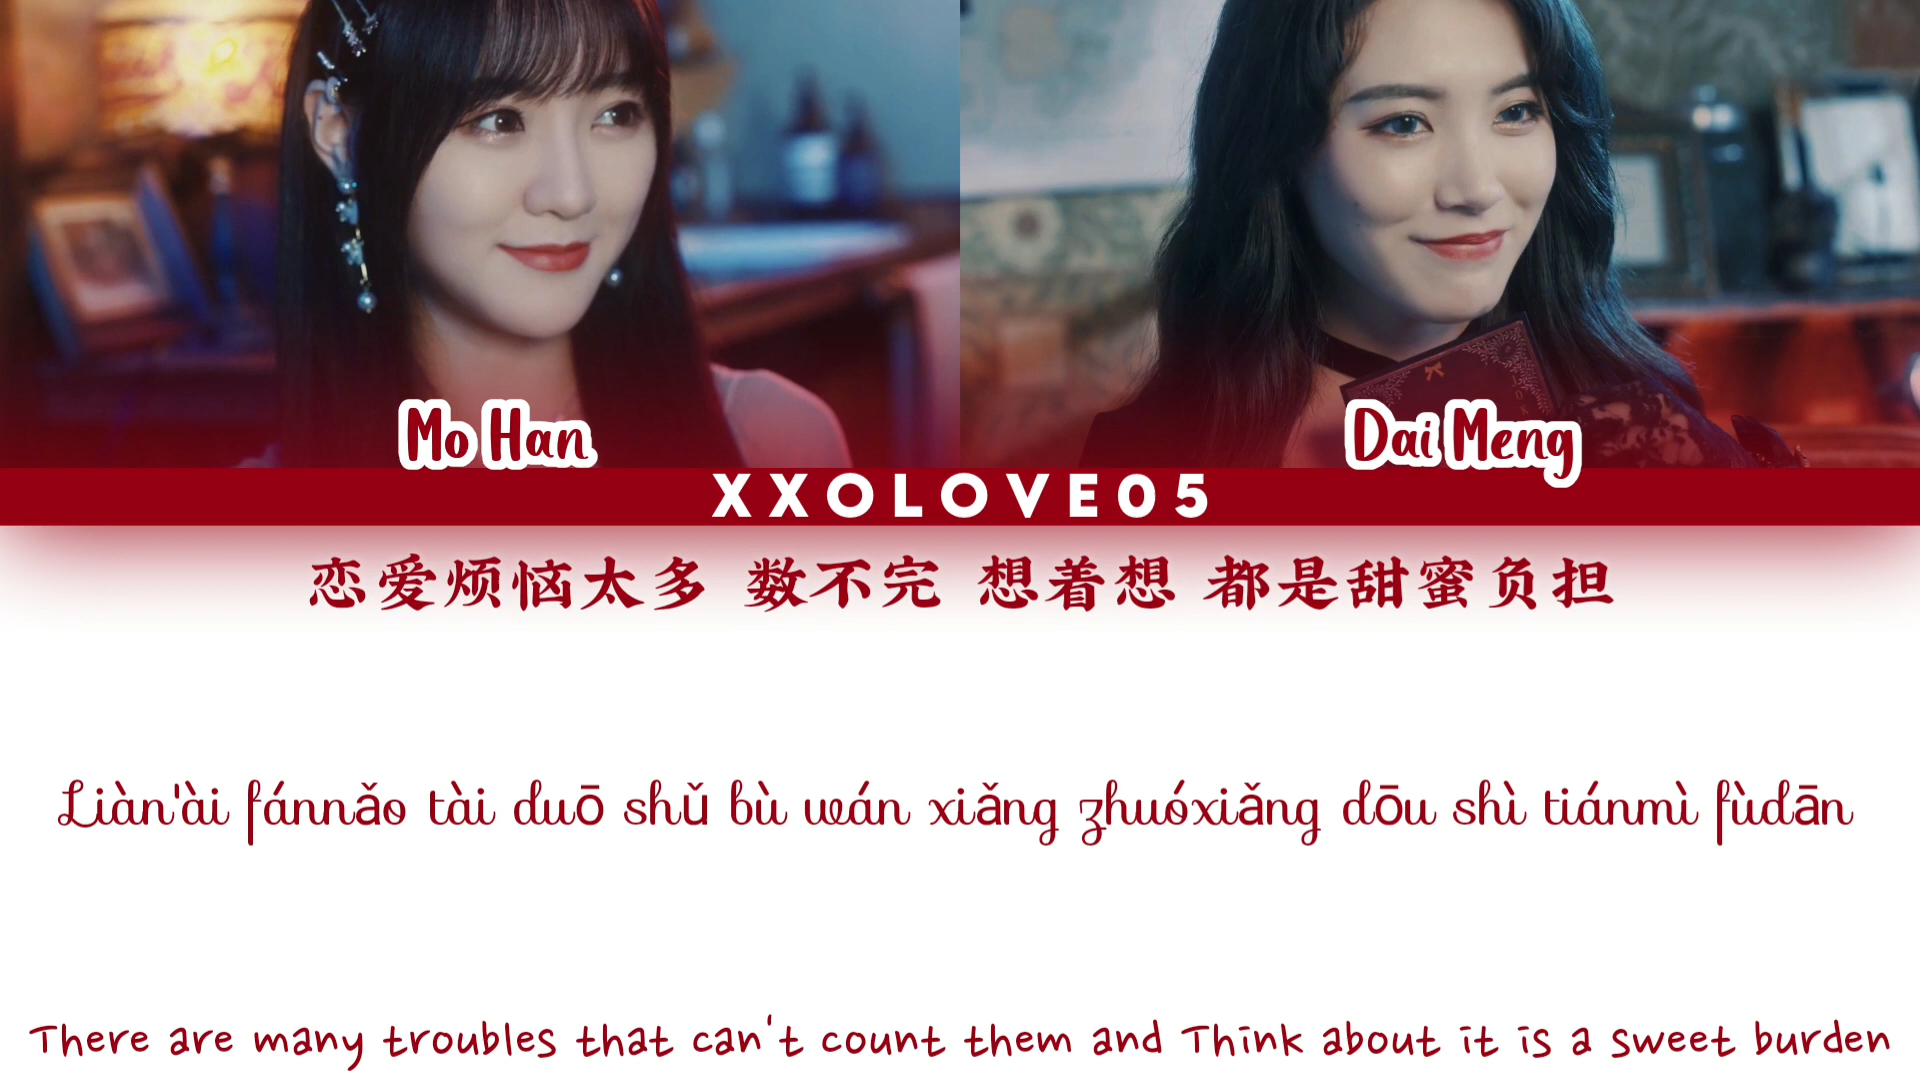 Mo Han
Dai Meng
XXOLOVE05
恋爱烦恼太多 数不完 想着想 都是甜蜜负担
Liàn'ài fánnǎo tài duō shǔ bù wán xiǎng zhuóxiǎng dōu shì tiánmì fùdān
There are many troubles that can't count them and Think about it is a sweet burden